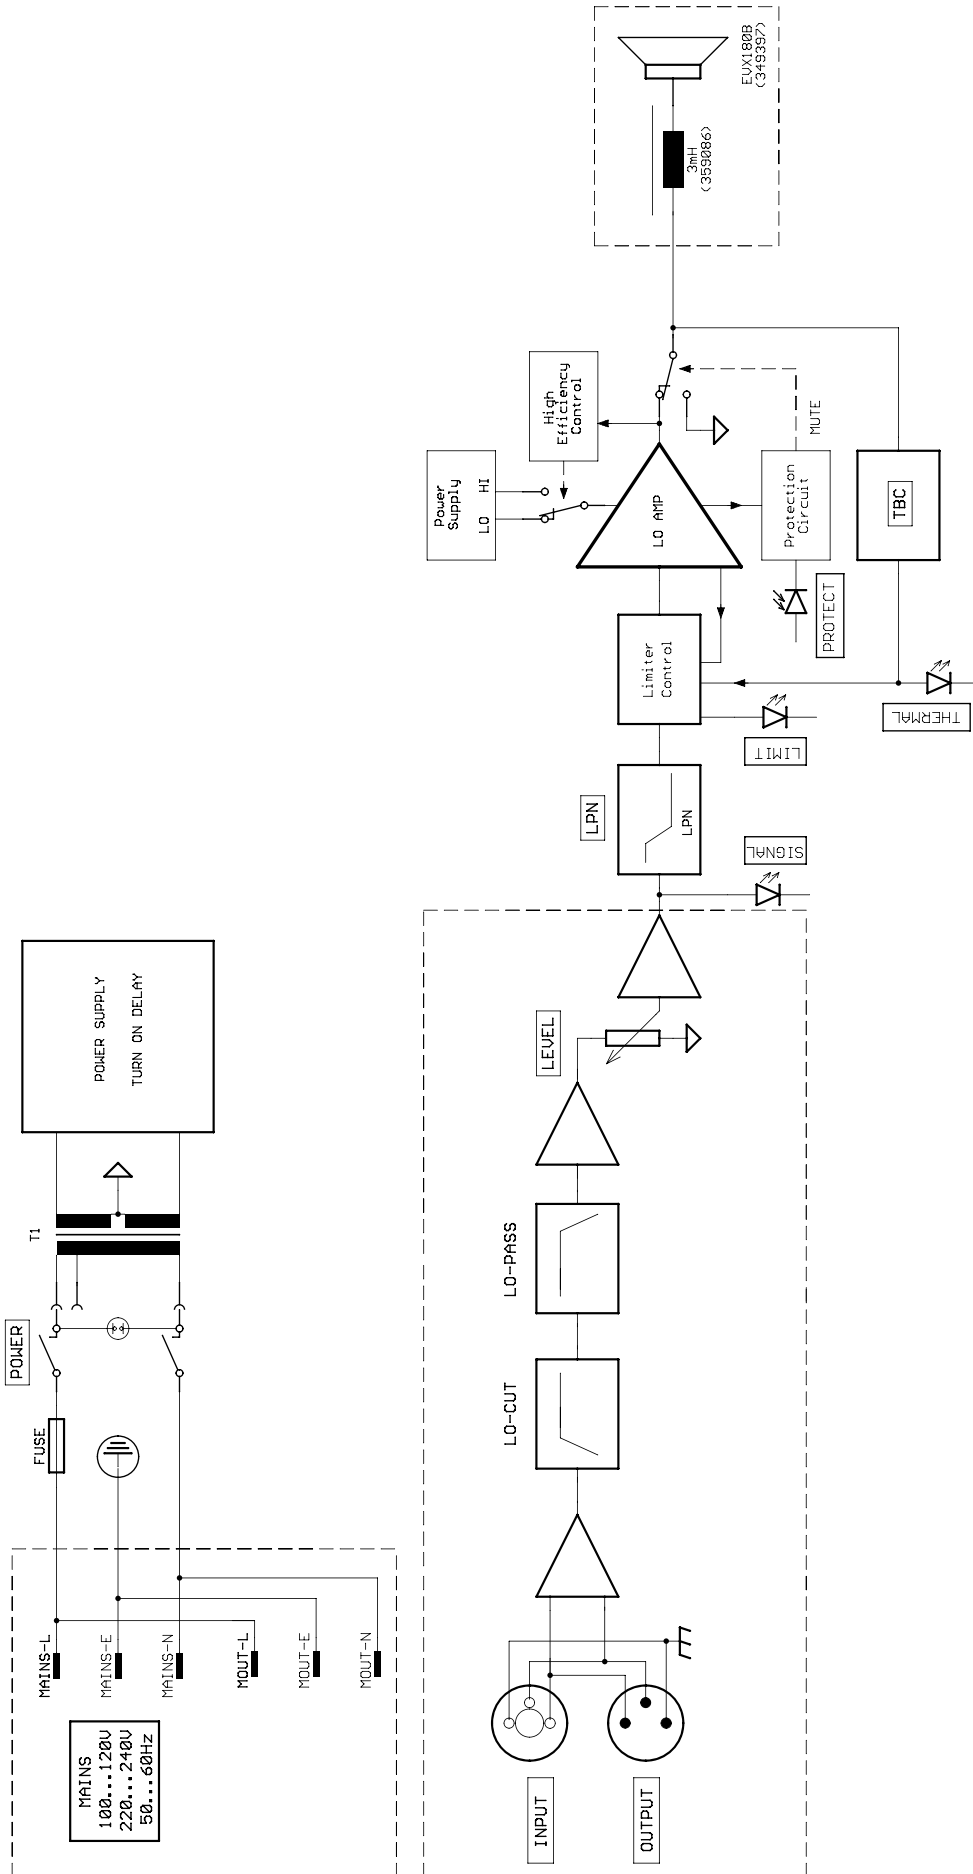 MAINS
100...120V
220...240V
50...60Hz
MAINS-L
MAINS-E
MAINS-N
MOUT-L
MOUT-E
MOUT-N
FUSE
POWER
T1
POWER SUPPLY
TURN ON DELAY
INPUT
OUTPUT
LO-CUT
LO-PASS
LEVEL
SIGNAL
LPN
LPN
LIMIT
Limiter
Control
THERMAL
PROTECT
LO AMP
Power
Supply
LO
HI
High
Efficiency
Control
Protection
Circuit
MUTE
TBC
3mH
(359086)
EVX180B
(349397)